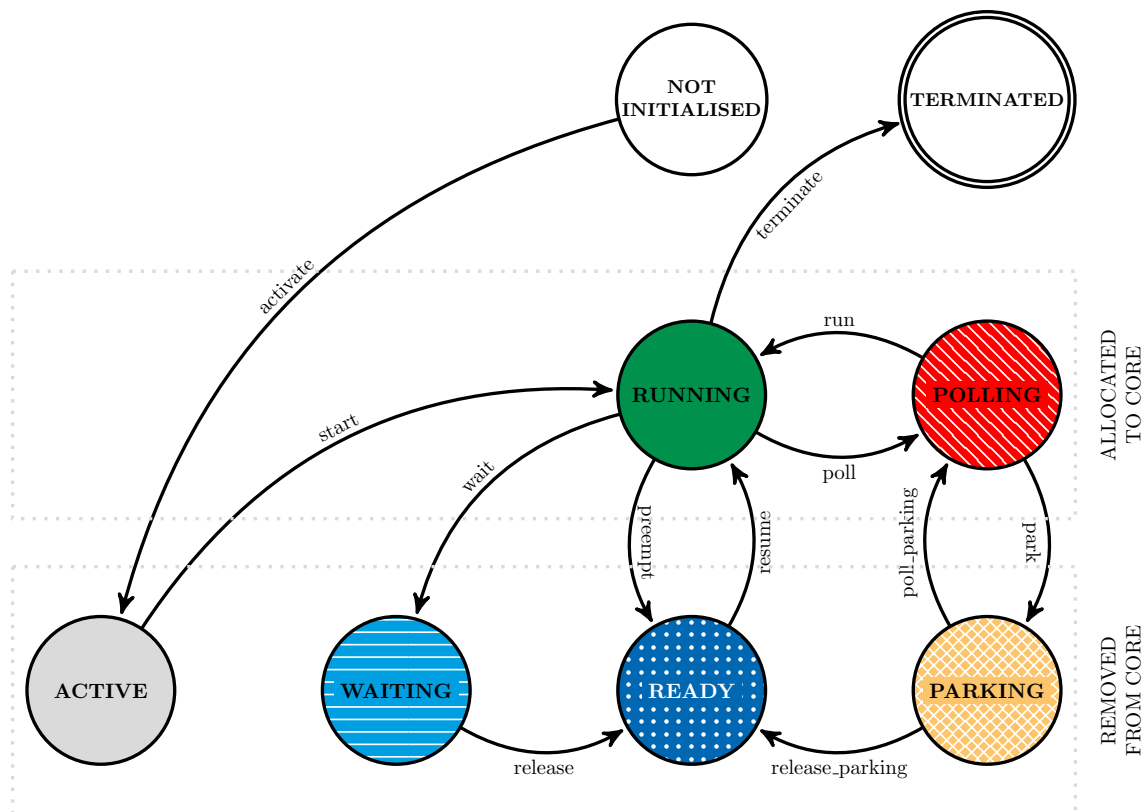 NOT
INITIALISED
TERMINATED
terminate
activate
run
RUNNING
POLLING
ALLOCATED
TO CORE
start
wait
poll
preempt
resume
poll_parking
park
ACTIVE
WAITING
READY
PARKING
REMOVED
FROM CORE
release
release_parking